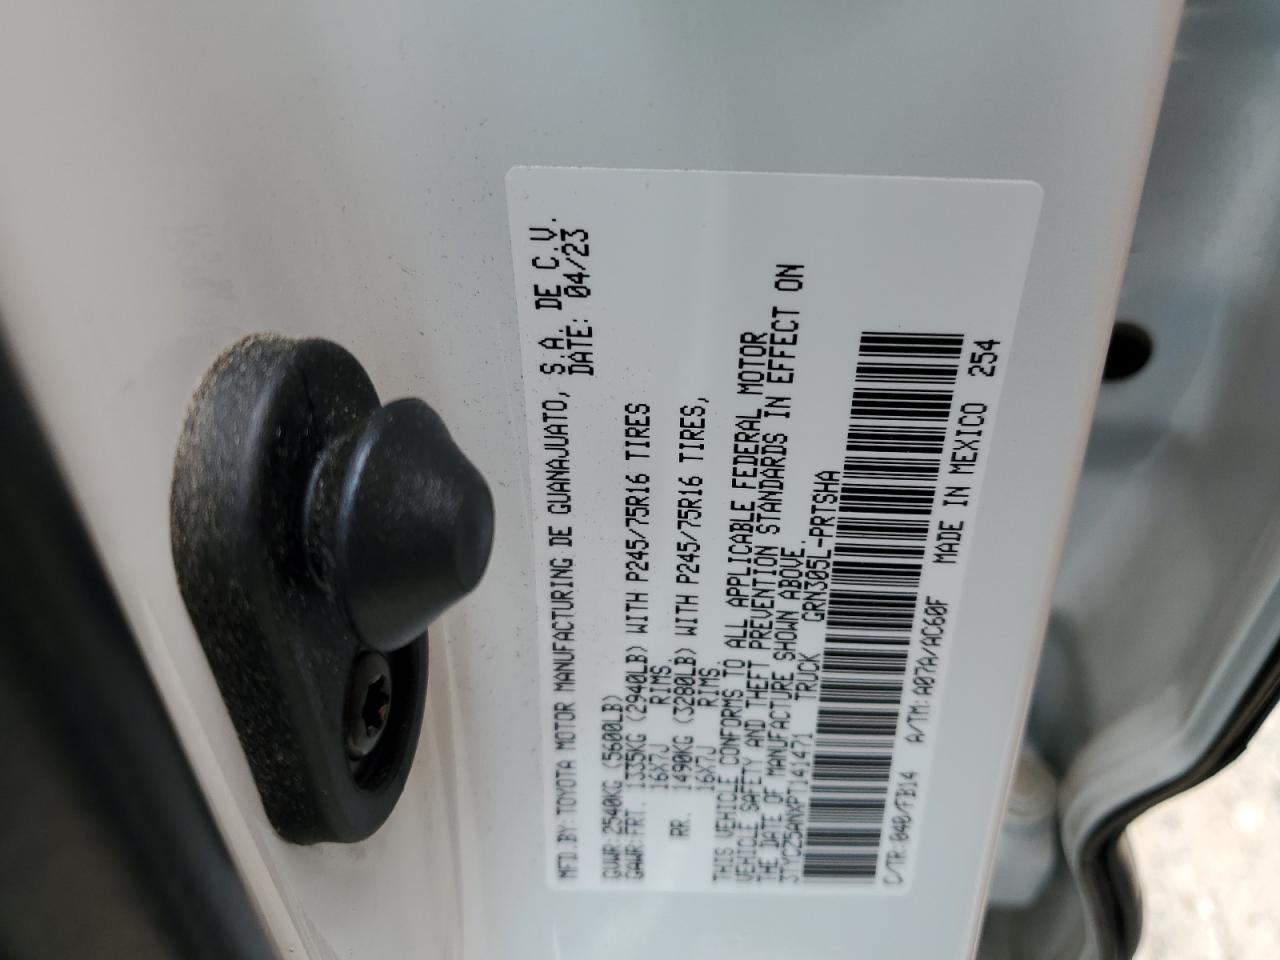 MFD.BY:TOYOTA MOTOR MANUFACTURING DE GUANAJUATO, S.A. DE C.V.
DATE: 04/23
GVWR:2540KG (5600LB)
GAWR:FRT. 1335KG (2940LB) WITH P245/75R16 TIRES
16X7J RIMS.
RR. 1490KG (3280LB) WITH P245/75R16 TIRES,
16X7J RIMS.
THIS VEHICLE CONFORMS TO ALL APPLICABLE FEDERAL MOTOR
VEHICLE SAFETY AND THEFT PREVENTION STANDARDS IN EFFECT ON
THE DATE OF MANUFACTURE SHOWN ABOVE.
3TYCZ5ANXPT141471 TRUCK GRN305L-PRTSHA
C/TR:040/FB14 A/TM:A07A/AC60F MADE IN MEXICO 254